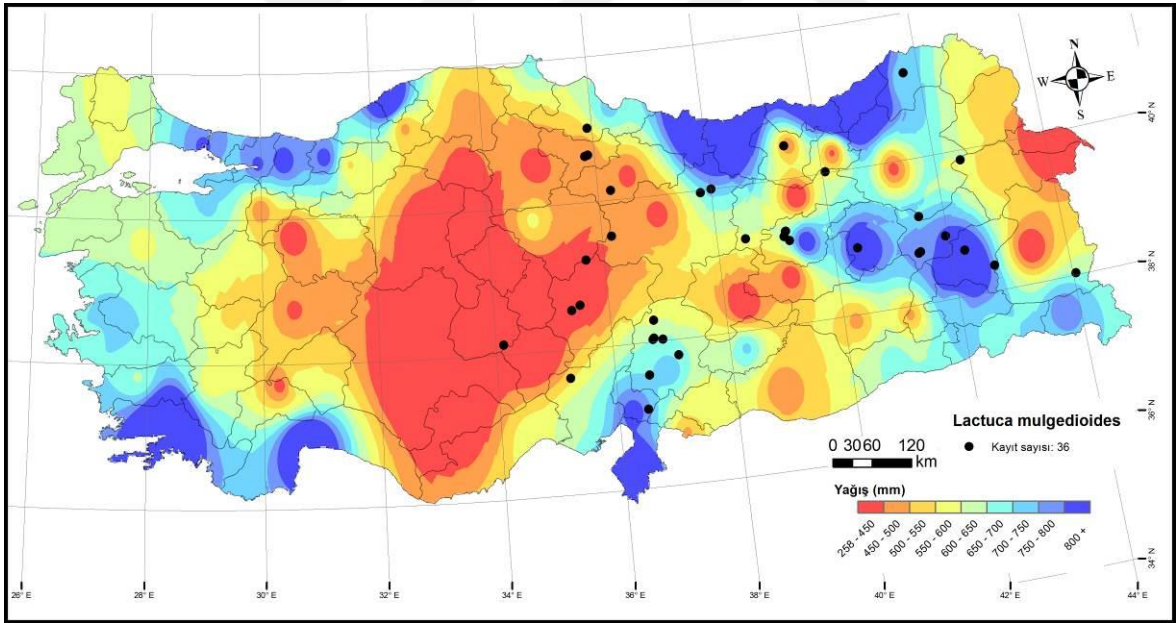 N
W E
S
40° N
38° N
36° N
34° N
Lactuca mulgedioides
Kayıt sayısı: 36
0 30 60 120
km
Yağış (mm)
258 - 450
450 - 500
500 - 550
550 - 600
600 - 650
650 - 700
700 - 750
750 - 800
800 +
26° E
28° E
30° E
32° E
34° E
36° E
38° E
40° E
42° E
44° E